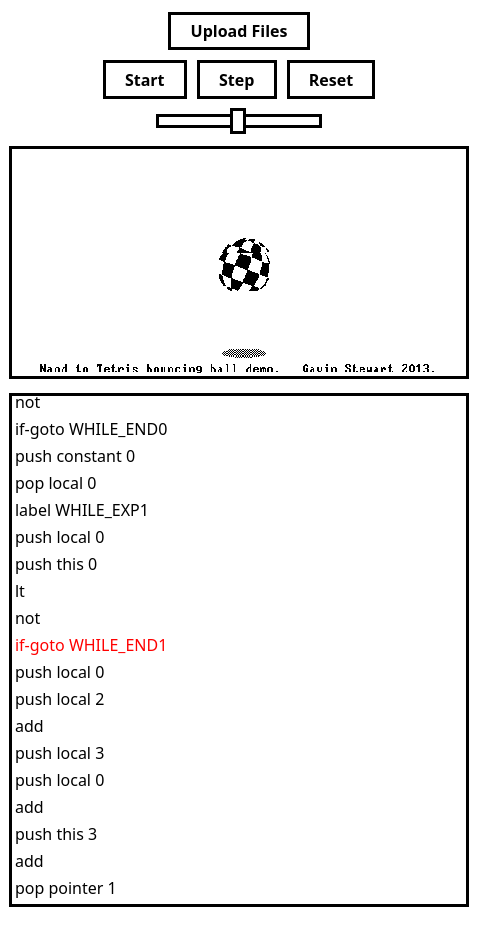 Upload Files
Start Step Reset
Nand to Tetris bouncing ball demo. Gavin Stewart 2013.
not
if-goto WHILE_END0
push constant 0
pop local 0
label WHILE_EXP1
push local 0
push this 0
lt
not
if-goto WHILE_END1
push local 0
push local 2
add
push local 3
push local 0
add
push this 3
add
pop pointer 1